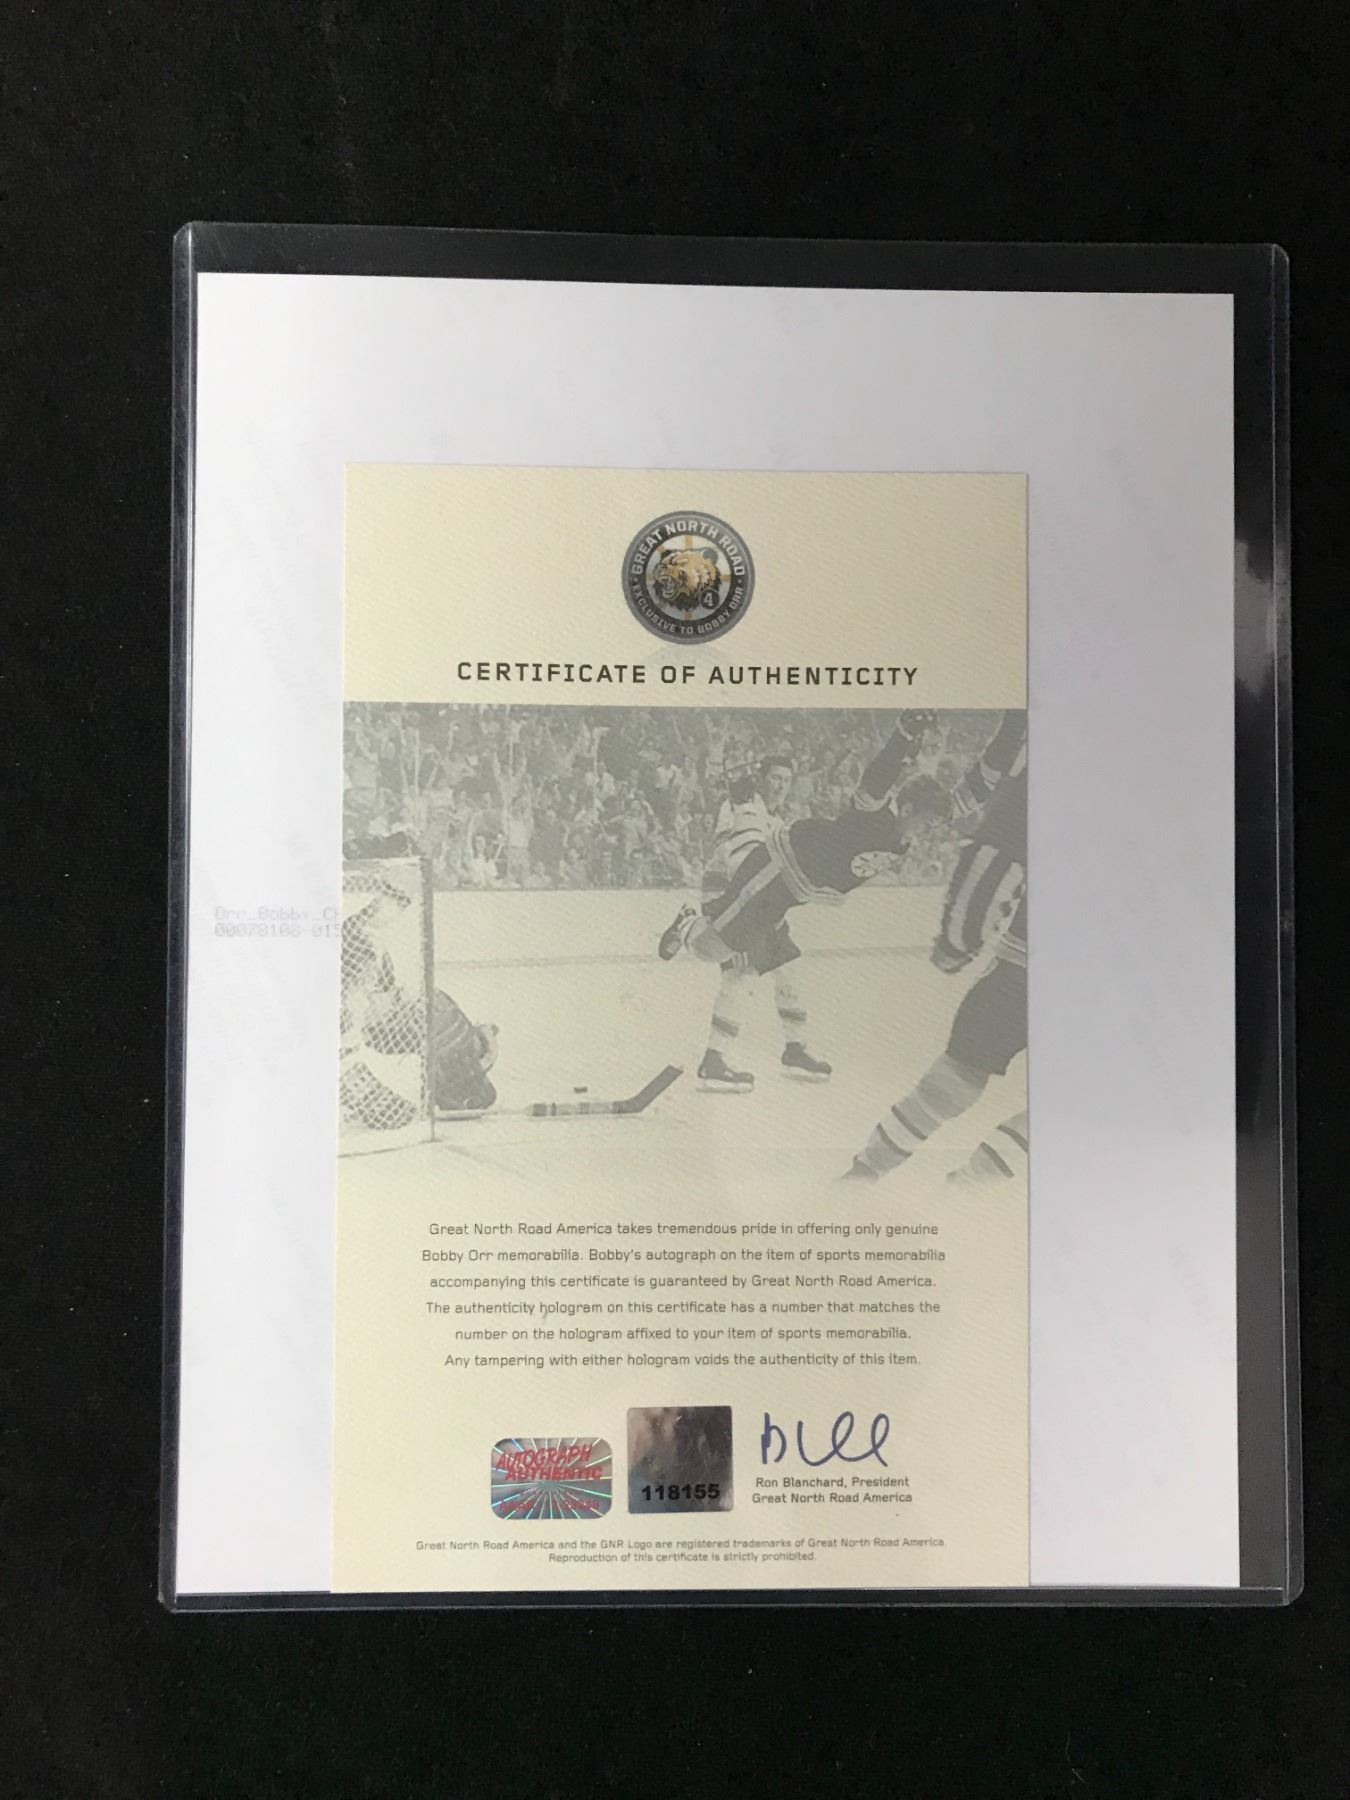 GREAT NORTH ROAD
4
EXCLUSIVE TO BOBBY ORR
CERTIFICATE OF AUTHENTICITY
Orr_Bobby_
00078108-015
Great North Road America takes tremendous pride in offering only genuine
Bobby Orr memorabilia. Bobby's autograph on the item of sports memorabilia
accompanying this certificate is guaranteed by Great North Road America.
The authenticity hologram on this certificate has a number that matches the
number on the hologram affixed to your item of sports memorabilia.
Any tampering with either hologram voids the authenticity of this item.
AUTOGRAPH
AUTHENTIC
118155
Ron Blanchard, President
Great North Road America
Great North Road America and the GNR Logo are registered trademarks of Great North Road America.
Reproduction of this certificate is strictly prohibited.